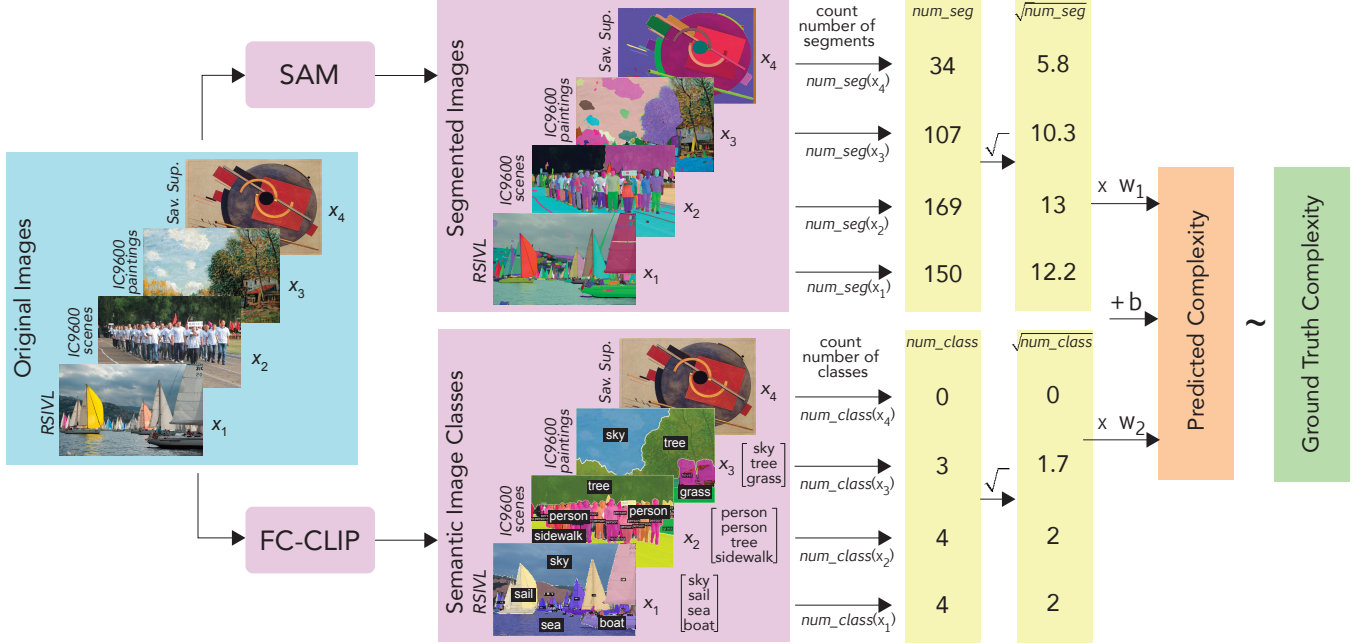 Original Images
Sav. Sup.
x4
IC9600
paintings
x3
IC9600
scenes
x2
RSIVL
x1
SAM
FC-CLIP
Segmented Images
Sav. Sup.
x4
IC9600
paintings
x3
IC9600
scenes
x2
RSIVL
x1
count
number of
segments
num_seg(x4)
num_seg(x3)
num_seg(x2)
num_seg(x1)
num_seg
34
107
169
150
√
√num_seg
5.8
10.3
13
12.2
Semantic Image Classes
Sav. Sup.
x4
IC9600
paintings
sky
tree
grass
x3
sky
tree
grass
IC9600
scenes
tree
person
person
sidewalk
x2
person
person
tree
sidewalk
RSIVL
sky
sail
sea
boat
x1
sky
sail
sea
boat
count
number of
classes
num_class(x4)
num_class(x3)
num_class(x2)
num_class(x1)
num_class
0
3
4
4
√
√num_class
0
1.7
2
2
x w1
+ b
x w2
Predicted Complexity
~
Ground Truth Complexity